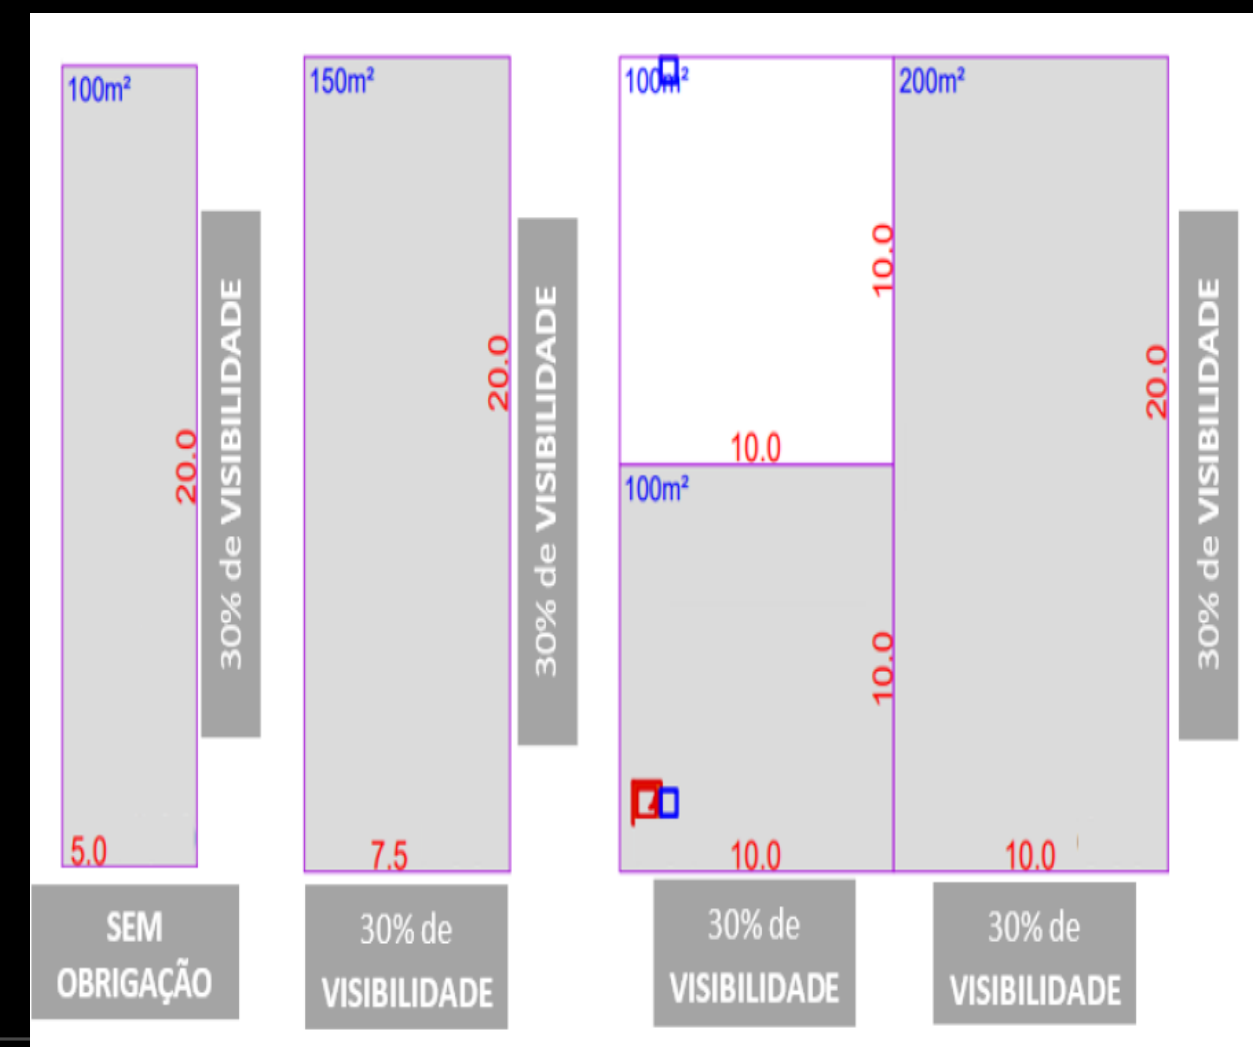 100m²
20.0
5.0
30% de VISIBILIDADE
SEM
OBRIGAÇÃO
150m²
20.0
7.5
30% de VISIBILIDADE
30% de
VISIBILIDADE
100m²
10.0
10.0
100m²
10.0
10.0
30% de
VISIBILIDADE
200m²
20.0
10.0
30% de VISIBILIDADE
30% de
VISIBILIDADE